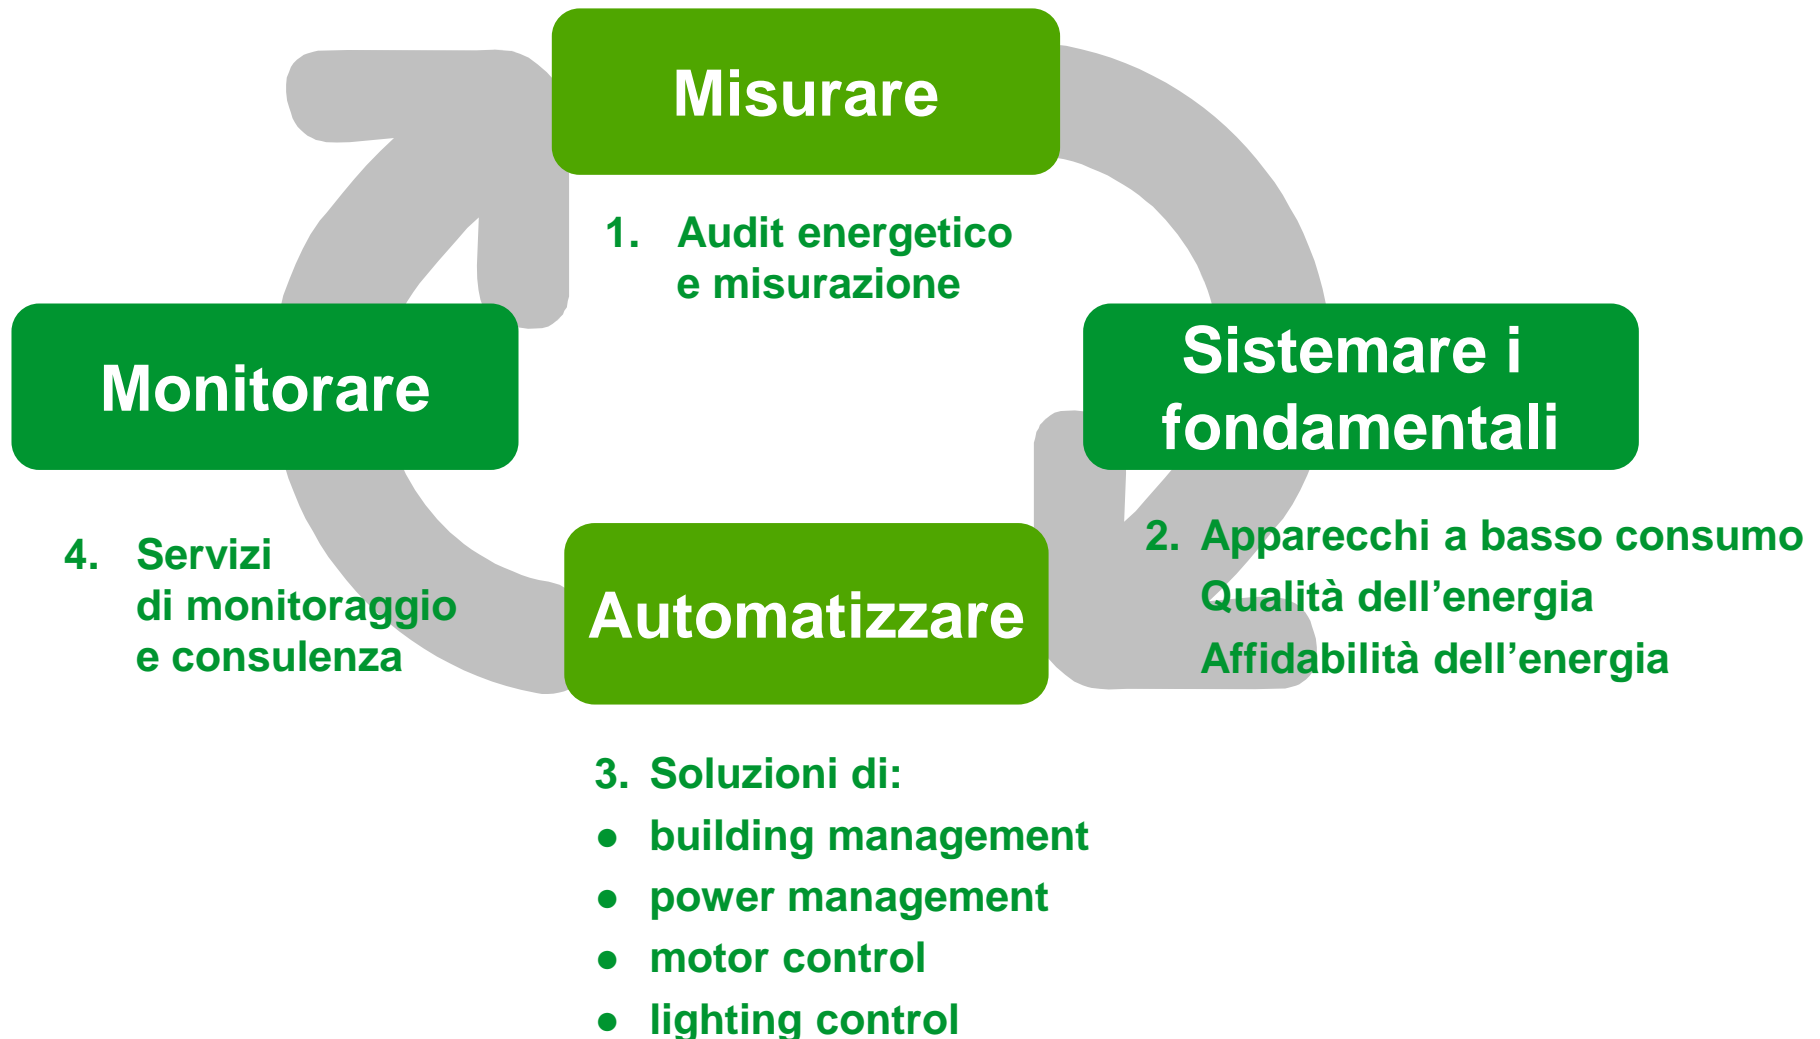 Misurare
1. Audit energetico
e misurazione
Sistemare i
fondamentali
2. Apparecchi a basso consumo
Qualità dell’energia
Affidabilità dell’energia
Automatizzare
3. Soluzioni di:
● building management
● power management
● motor control
● lighting control
Monitorare
4. Servizi
di monitoraggio
e consulenza